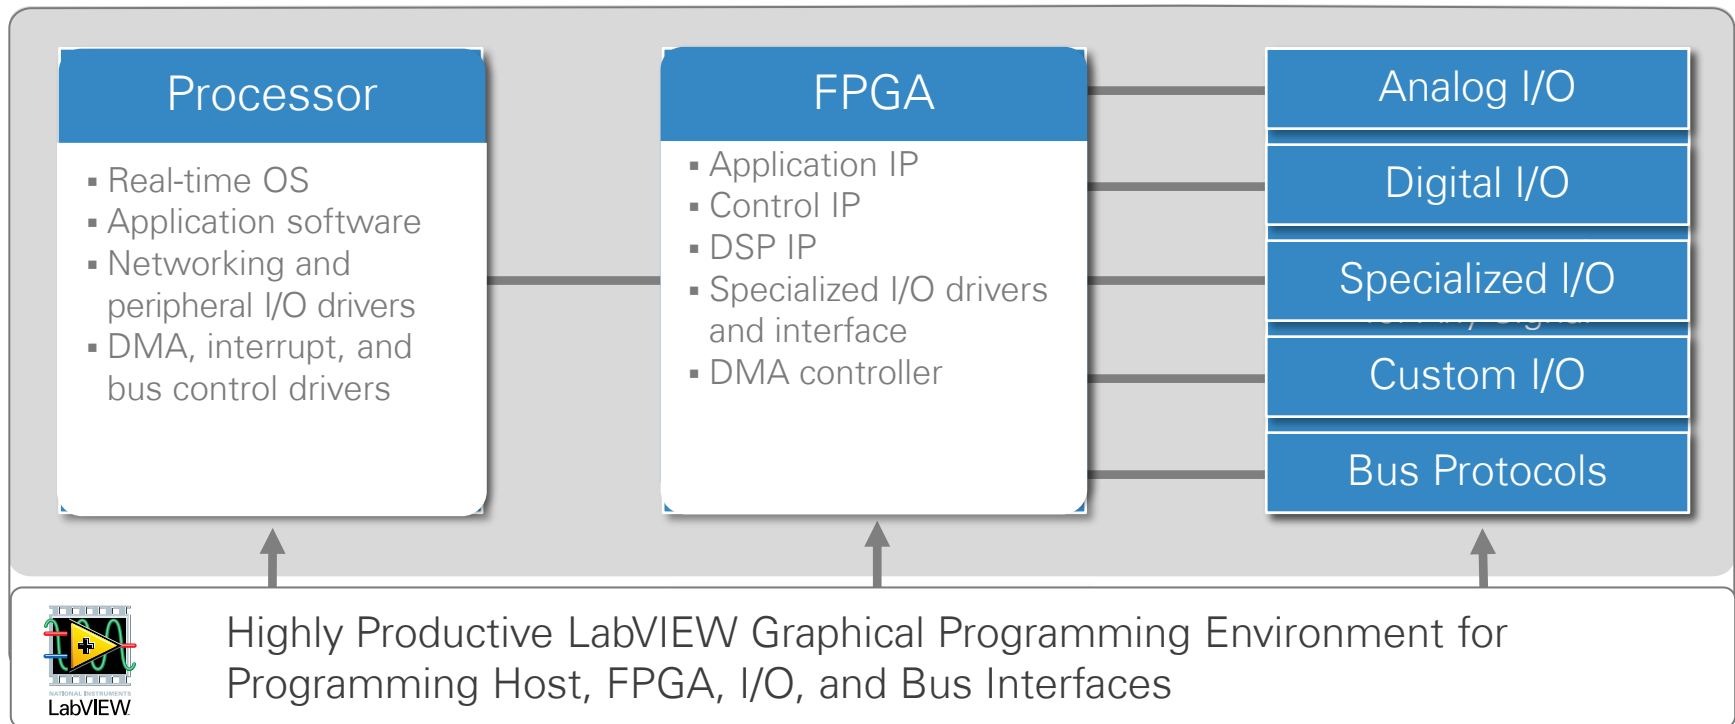 Processor
▪ Real-time OS
▪ Application software
▪ Networking and
peripheral I/O drivers
▪ DMA, interrupt, and
bus control drivers
FPGA
▪ Application IP
▪ Control IP
▪ DSP IP
▪ Specialized I/O drivers
and interface
▪ DMA controller
Analog I/O
Digital I/O
Specialized I/O
Custom I/O
Bus Protocols
NATIONAL INSTRUMENTS
LabVIEW
Highly Productive LabVIEW Graphical Programming Environment for
Programming Host, FPGA, I/O, and Bus Interfaces